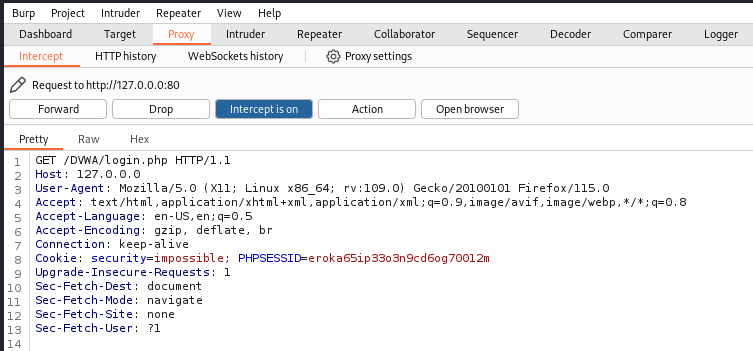 Burp Project Intruder Repeater View Help
Dashboard Target Proxy Intruder Repeater Collaborator Sequencer Decoder Comparer Logger
Intercept HTTP history WebSockets history Proxy settings
Request to http://127.0.0.0:80
Forward Drop Intercept is on Action Open browser
Pretty Raw Hex
1 GET /DVWA/login.php HTTP/1.1
2 Host: 127.0.0.0
3 User-Agent: Mozilla/5.0 (X11; Linux x86_64; rv:109.0) Gecko/20100101 Firefox/115.0
4 Accept: text/html,application/xhtml+xml,application/xml;q=0.9,image/avif,image/webp,*/*;q=0.8
5 Accept-Language: en-US,en;q=0.5
6 Accept-Encoding: gzip, deflate, br
7 Connection: keep-alive
8 Cookie: security=impossible; PHPSESSID=eroka65ip33o3n9cd6og70012m
9 Upgrade-Insecure-Requests: 1
10 Sec-Fetch-Dest: document
11 Sec-Fetch-Mode: navigate
12 Sec-Fetch-Site: none
13 Sec-Fetch-User: ?1
14